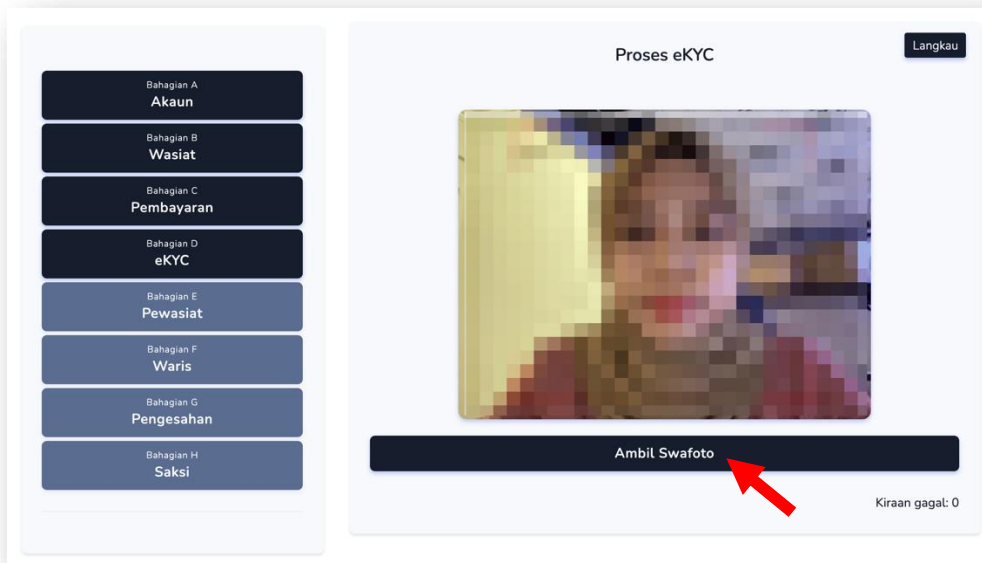 Bahagian A
Akaun
Bahagian B
Wasiat
Bahagian C
Pembayaran
Bahagian D
eKYC
Bahagian E
Pewasiat
Bahagian F
Waris
Bahagian G
Pengesahan
Bahagian H
Saksi
Proses eKYC
Langkau
Ambil Swafoto
Kiraan gagal: 0